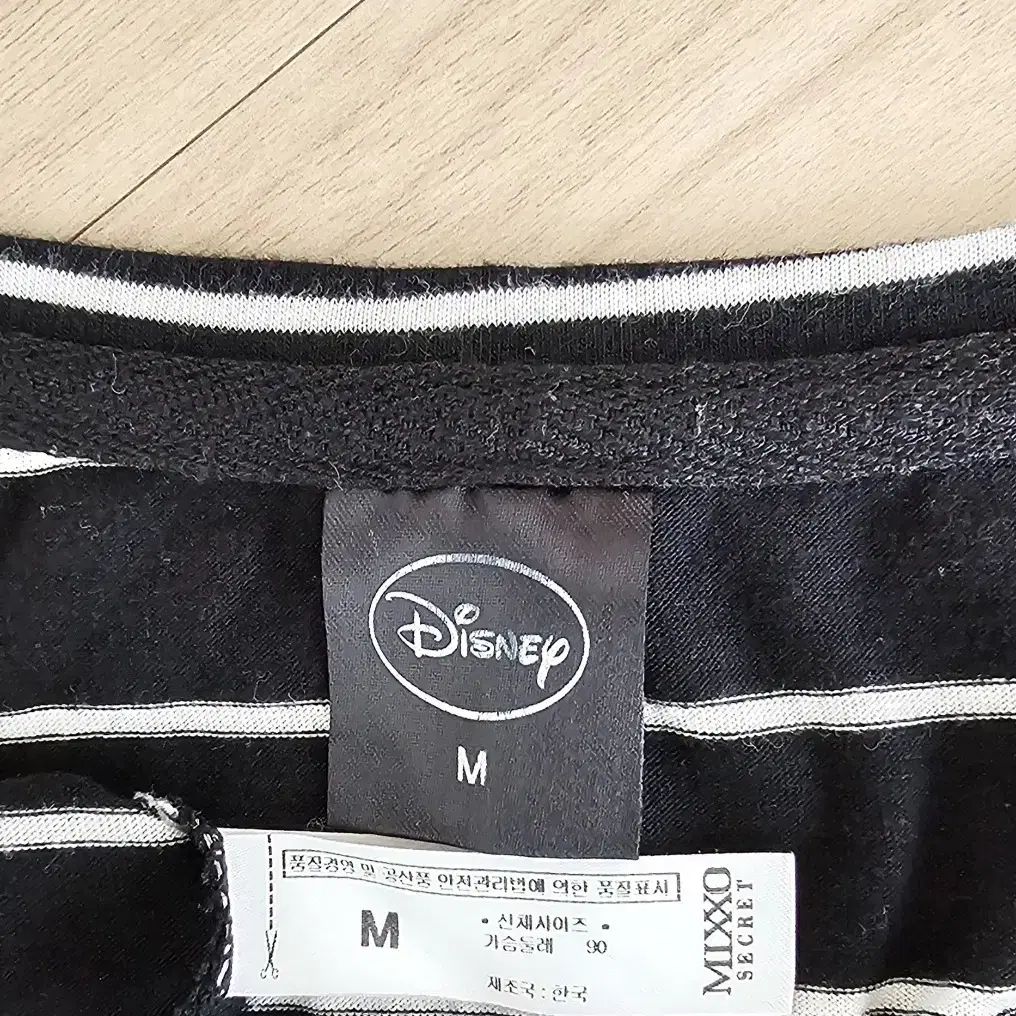 DISNEY
M
품질경영 및 공산품 안전관리법에 의한 품질표시
M
• 신체사이즈 •
가슴둘레 90
제조국 : 한국
MIXXO
SECRET